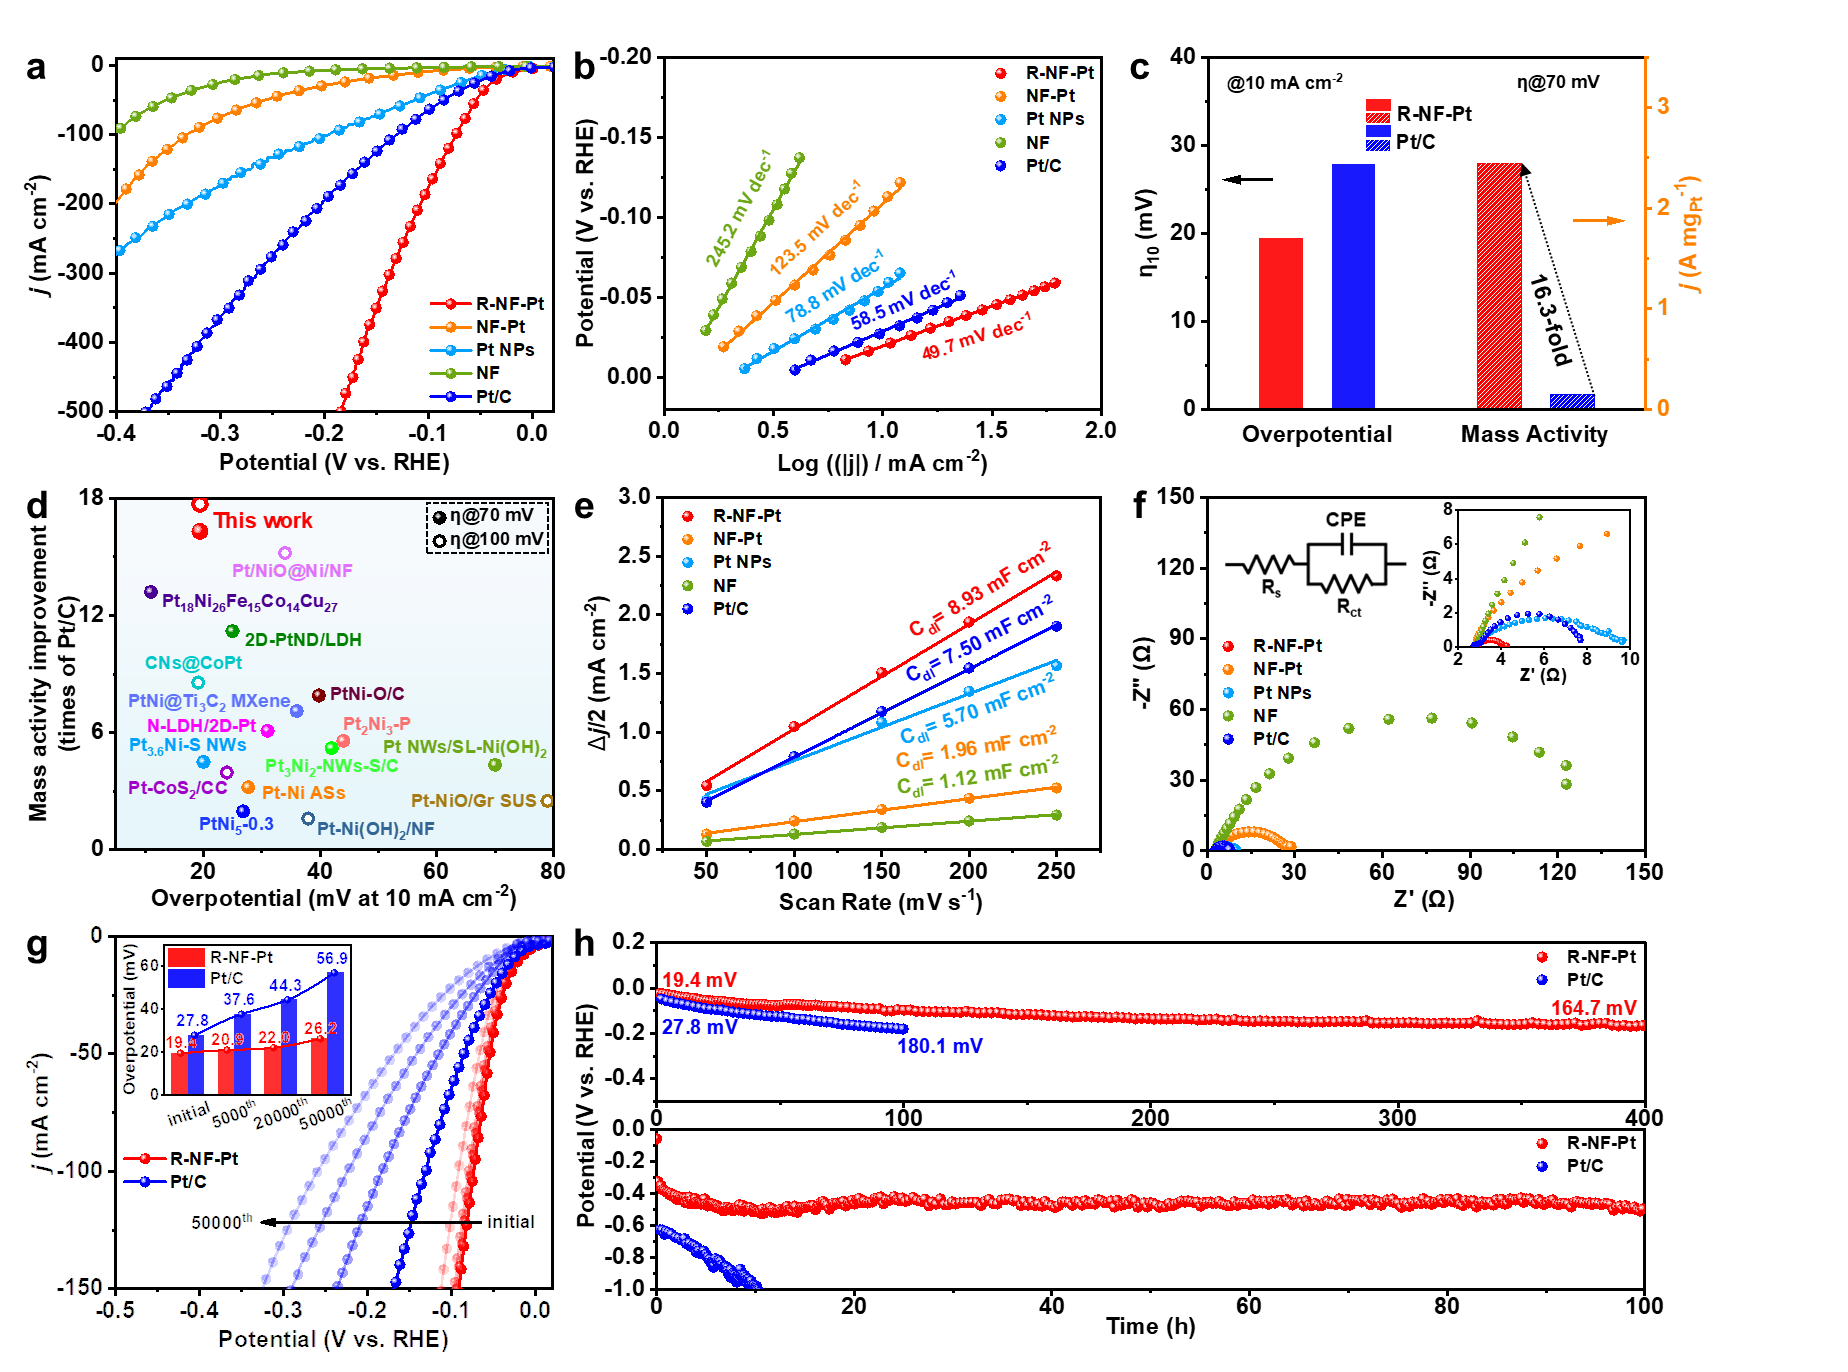 a
0
-100
-200
-300
-400
-500
-0.4
-0.3
-0.2
-0.1
0.0
j (mA cm⁻²)
Potential (V vs. RHE)
R-NF-Pt
NF-Pt
Pt NPs
NF
Pt/C
b
-0.20
-0.15
-0.10
-0.05
0.00
0.0
0.5
1.0
1.5
2.0
Potential (V vs. RHE)
Log ((|j|) / mA cm⁻²)
R-NF-Pt
NF-Pt
Pt NPs
NF
Pt/C
245.2 mV dec⁻¹
123.5 mV dec⁻¹
78.8 mV dec⁻¹
58.5 mV dec⁻¹
49.7 mV dec⁻¹
c
40
30
20
10
0
η₁₀ (mV)
@10 mA cm⁻²
η@70 mV
R-NF-Pt
Pt/C
16.3-fold
Overpotential
Mass Activity
3
2
1
0
j (A mg_Pt⁻¹)
d
18
12
6
0
20
40
60
80
Mass activity improvement
(times of Pt/C)
Overpotential (mV at 10 mA cm⁻²)
η@70 mV
η@100 mV
This work
Pt/NiO@Ni/NF
Pt₁₈Ni₂₆Fe₁₅Co₁₄Cu₂₇
2D-PtND/LDH
CNs@CoPt
PtNi@Ti₃C₂ MXene
PtNi-O/C
N-LDH/2D-Pt
Pt₂Ni₃-P
Pt₃.₆Ni-S NWs
Pt NWs/SL-Ni(OH)₂
Pt₃Ni₂-NWs-S/C
Pt-CoS₂/CC
Pt-Ni ASs
Pt-NiO/Gr SUS
PtNi₅-0.3
Pt-Ni(OH)₂/NF
e
3.0
2.5
2.0
1.5
1.0
0.5
0.0
50
100
150
200
250
Δj/2 (mA cm⁻²)
Scan Rate (mV s⁻¹)
R-NF-Pt
NF-Pt
Pt NPs
NF
Pt/C
C_dl= 8.93 mF cm⁻²
C_dl= 7.50 mF cm⁻²
C_dl= 5.70 mF cm⁻²
C_dl= 1.96 mF cm⁻²
C_dl= 1.12 mF cm⁻²
f
150
120
90
60
30
0
0
30
60
90
120
150
-Z'' (Ω)
Z' (Ω)
CPE
R_s
R_ct
R-NF-Pt
NF-Pt
Pt NPs
NF
Pt/C
8
6
4
2
0
2
4
6
8
10
-Z'' (Ω)
Z' (Ω)
g
0
-50
-100
-150
-0.5
-0.4
-0.3
-0.2
-0.1
0.0
j (mA cm⁻²)
Potential (V vs. RHE)
Overpotential (mV)
60
40
20
0
R-NF-Pt
Pt/C
27.8
37.6
44.3
56.9
19.4
20.9
22.0
26.2
initial
5000th
20000th
50000th
R-NF-Pt
Pt/C
50000th
initial
h
0.2
0.0
-0.2
-0.4
0
100
200
300
400
19.4 mV
27.8 mV
180.1 mV
164.7 mV
R-NF-Pt
Pt/C
Potential (V vs. RHE)
0.0
-0.2
-0.4
-0.6
-0.8
-1.0
0
20
40
60
80
100
R-NF-Pt
Pt/C
Time (h)